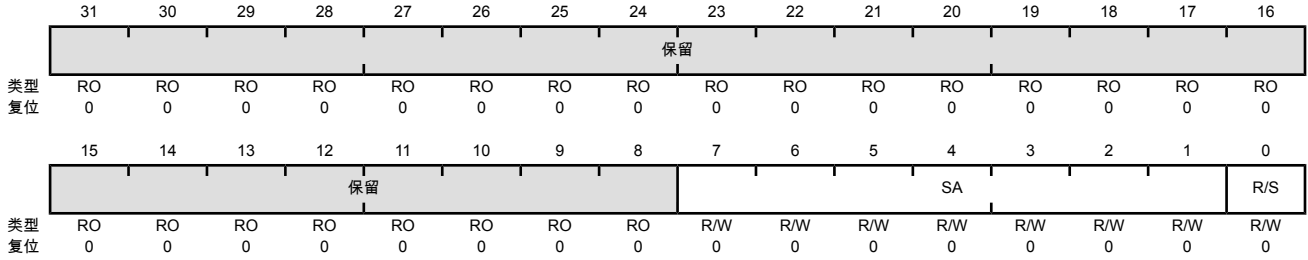 31 30 29 28 27 26 25 24 23 22 21 20 19 18 17 16
保留
类型 RO RO RO RO RO RO RO RO RO RO RO RO RO RO RO RO
复位 0 0 0 0 0 0 0 0 0 0 0 0 0 0 0 0
15 14 13 12 11 10 9 8 7 6 5 4 3 2 1 0
保留 SA R/S
类型 RO RO RO RO RO RO RO RO R/W R/W R/W R/W R/W R/W R/W R/W
复位 0 0 0 0 0 0 0 0 0 0 0 0 0 0 0 0